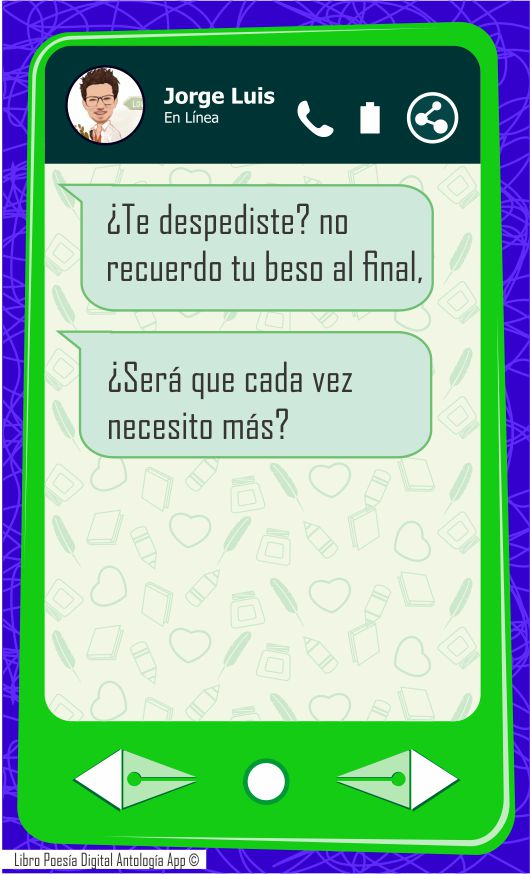 Jorge Luis
En Línea
¿Te despediste? no
recuerdo tu beso al final,
¿Será que cada vez
necesito más?
Libro Poesía Digital Antología App ©